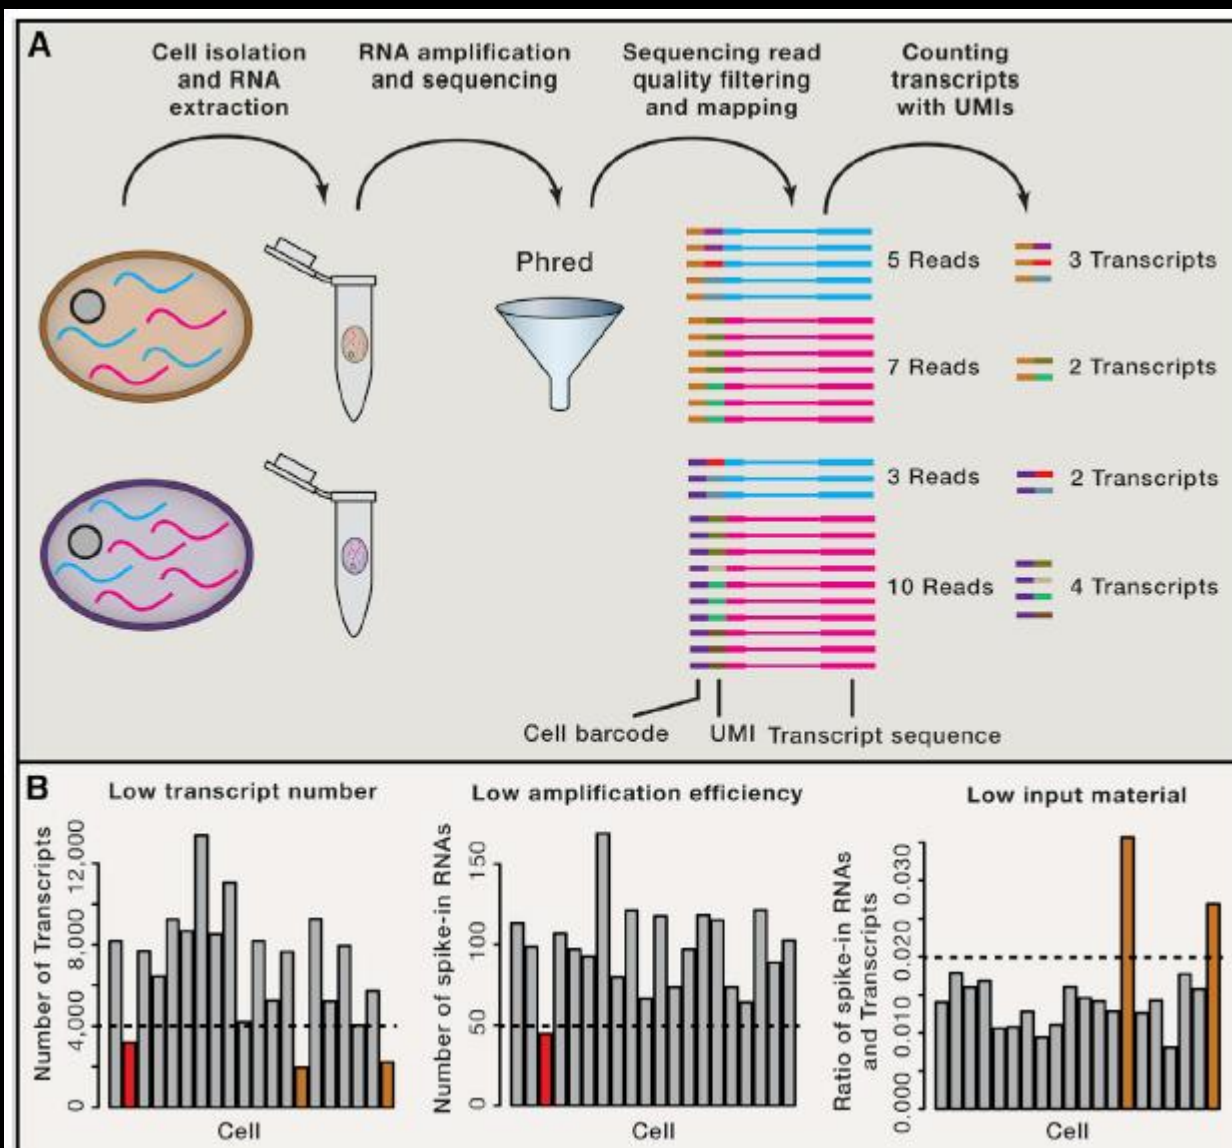 A
Cell isolation
and RNA
extraction
RNA amplification
and sequencing
Sequencing read
quality filtering
and mapping
Counting
transcripts
with UMIs
Phred
5 Reads
3 Transcripts
7 Reads
2 Transcripts
3 Reads
2 Transcripts
10 Reads
4 Transcripts
Cell barcode
UMI
Transcript sequence
B
Low transcript number
Number of Transcripts
12,000
8,000
4,000
0
Cell
Low amplification efficiency
Number of spike-in RNAs
150
100
50
0
Cell
Low input material
Ratio of spike-in RNAs
and Transcripts
0.030
0.020
0.010
0.000
Cell